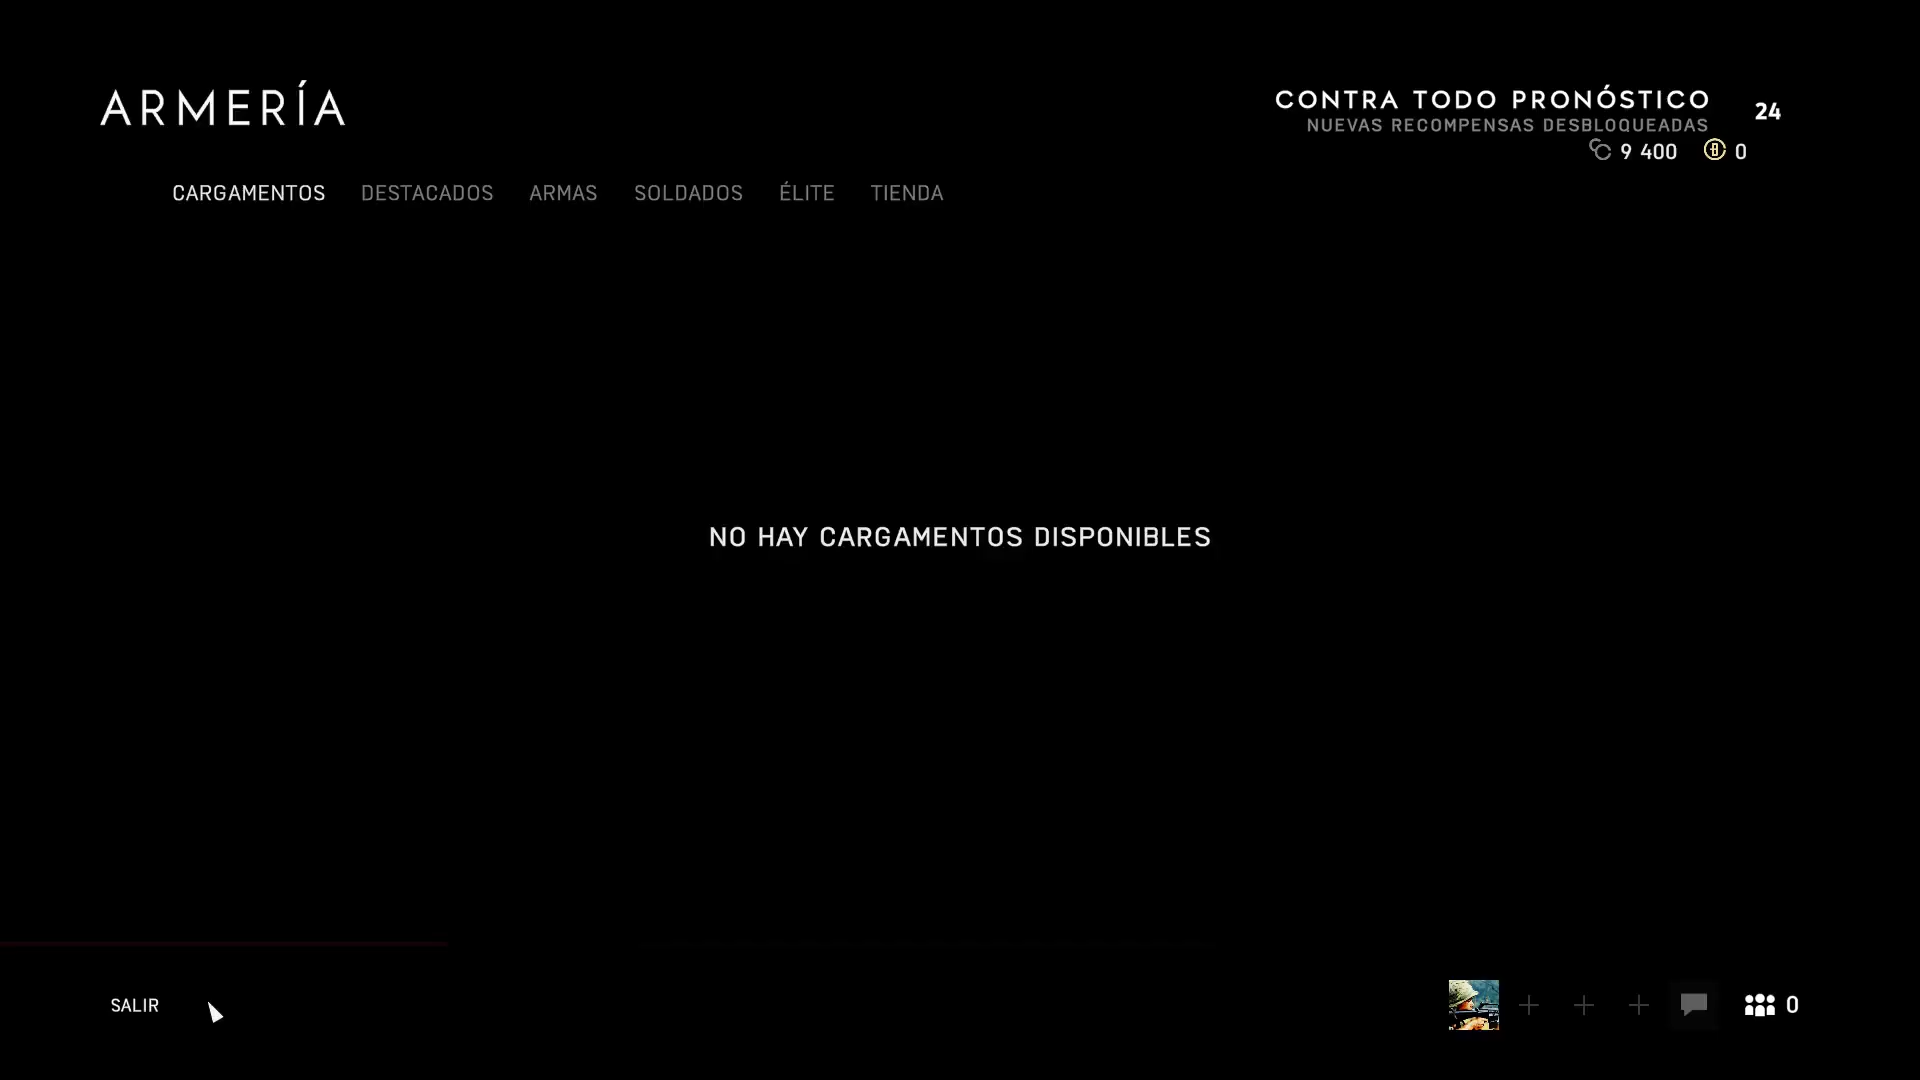 ARMERÍA
CONTRA TODO PRONÓSTICO
24
NUEVAS RECOMPENSAS DESBLOQUEADAS
9 400 0
CARGAMENTOS DESTACADOS ARMAS SOLDADOS ÉLITE TIENDA
NO HAY CARGAMENTOS DISPONIBLES
SALIR
0